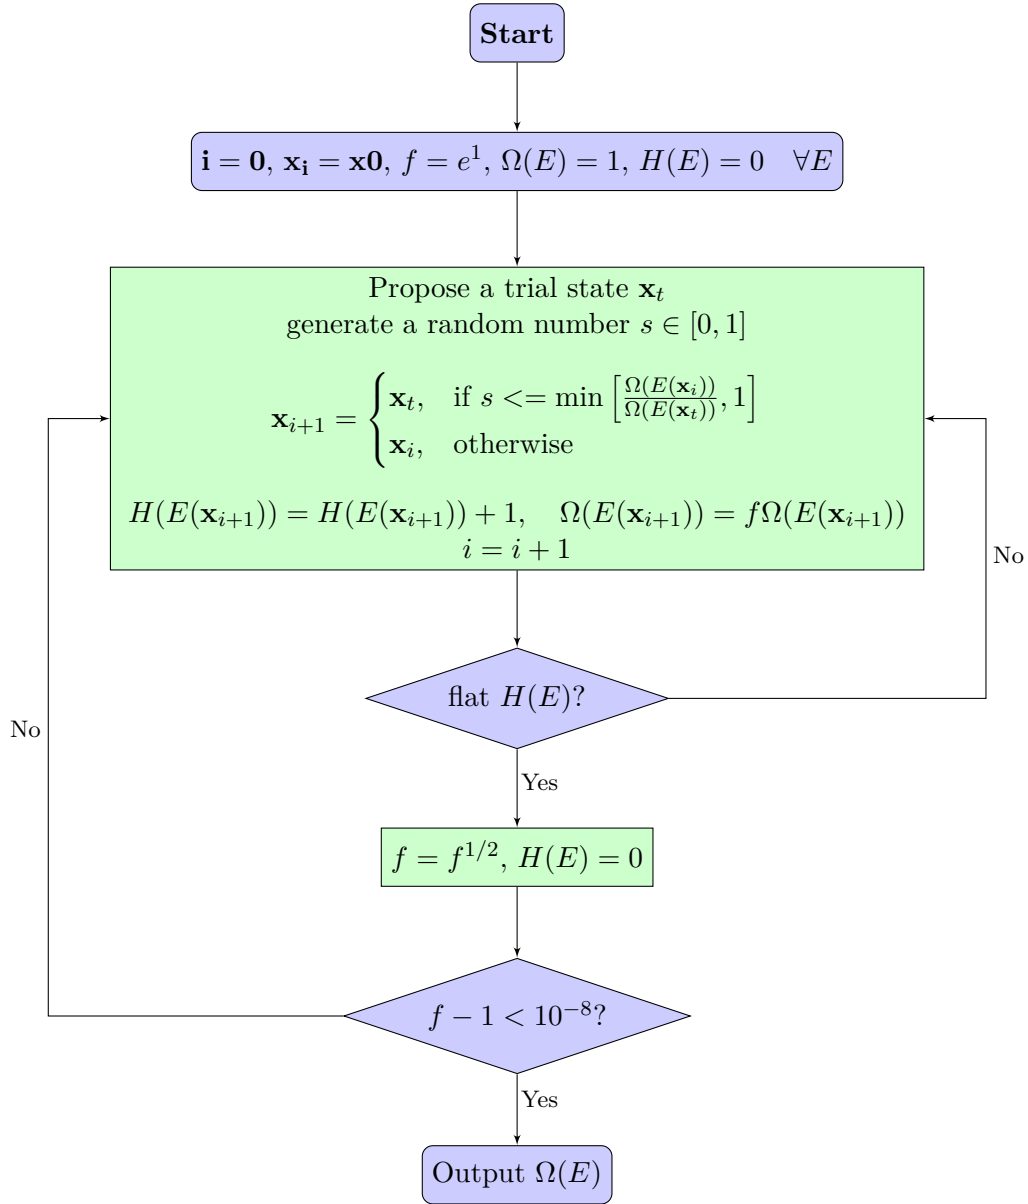 Start
i = 0, x_i = x0, f = e^1, Ω(E) = 1, H(E) = 0 ∀E
Propose a trial state x_t
generate a random number s ∈ [0, 1]
x_{i+1} = { x_t, if s <= min [ Ω(E(x_i)) / Ω(E(x_t)), 1 ]
x_i, otherwise
H(E(x_{i+1})) = H(E(x_{i+1})) + 1, Ω(E(x_{i+1})) = fΩ(E(x_{i+1}))
i = i + 1
No
flat H(E)?
No
Yes
f = f^{1/2}, H(E) = 0
f − 1 < 10^{−8}?
Yes
Output Ω(E)